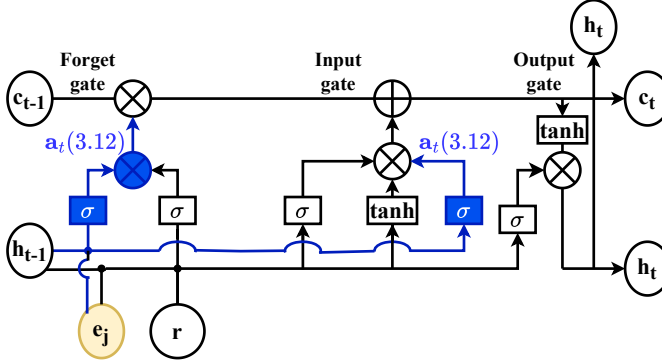 h_t
Forget gate
Input gate
Output gate
c_{t-1}
c_t
tanh
a_t(3.12)
a_t(3.12)
σ
σ
σ
tanh
σ
σ
h_{t-1}
h_t
e_j
r